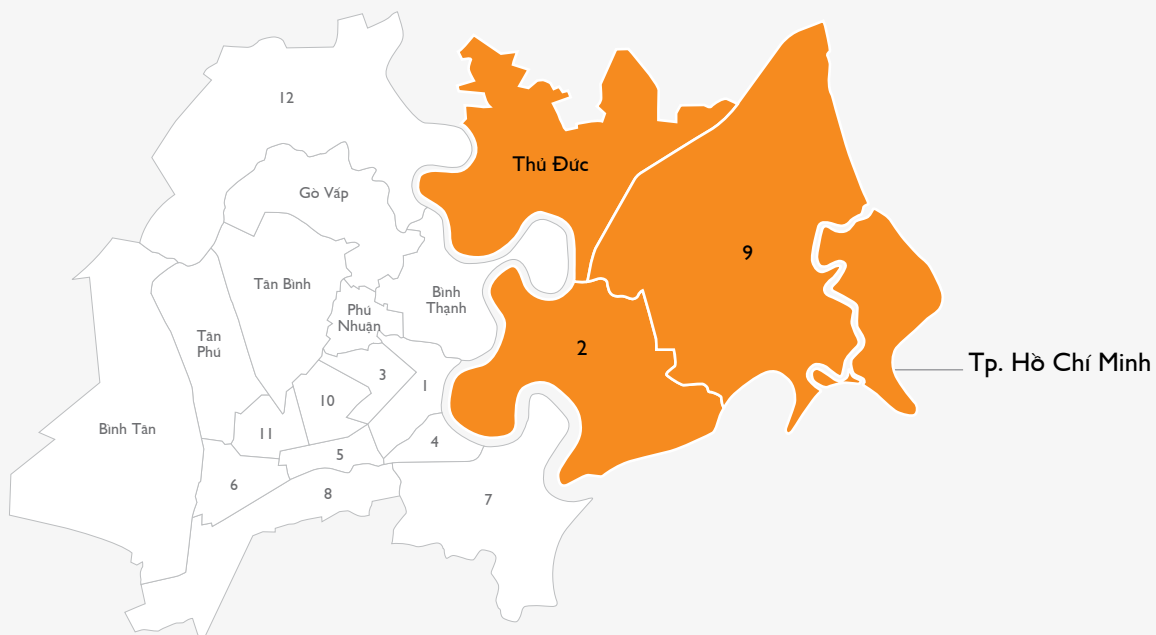 12
Thủ Đức
Gò Vấp
9
Tân Bình
Bình
Thạnh
Phú
Nhuận
Tân
Phú
2
Tp. Hồ Chí Minh
3
1
10
Bình Tân
11
4
5
6
8
7